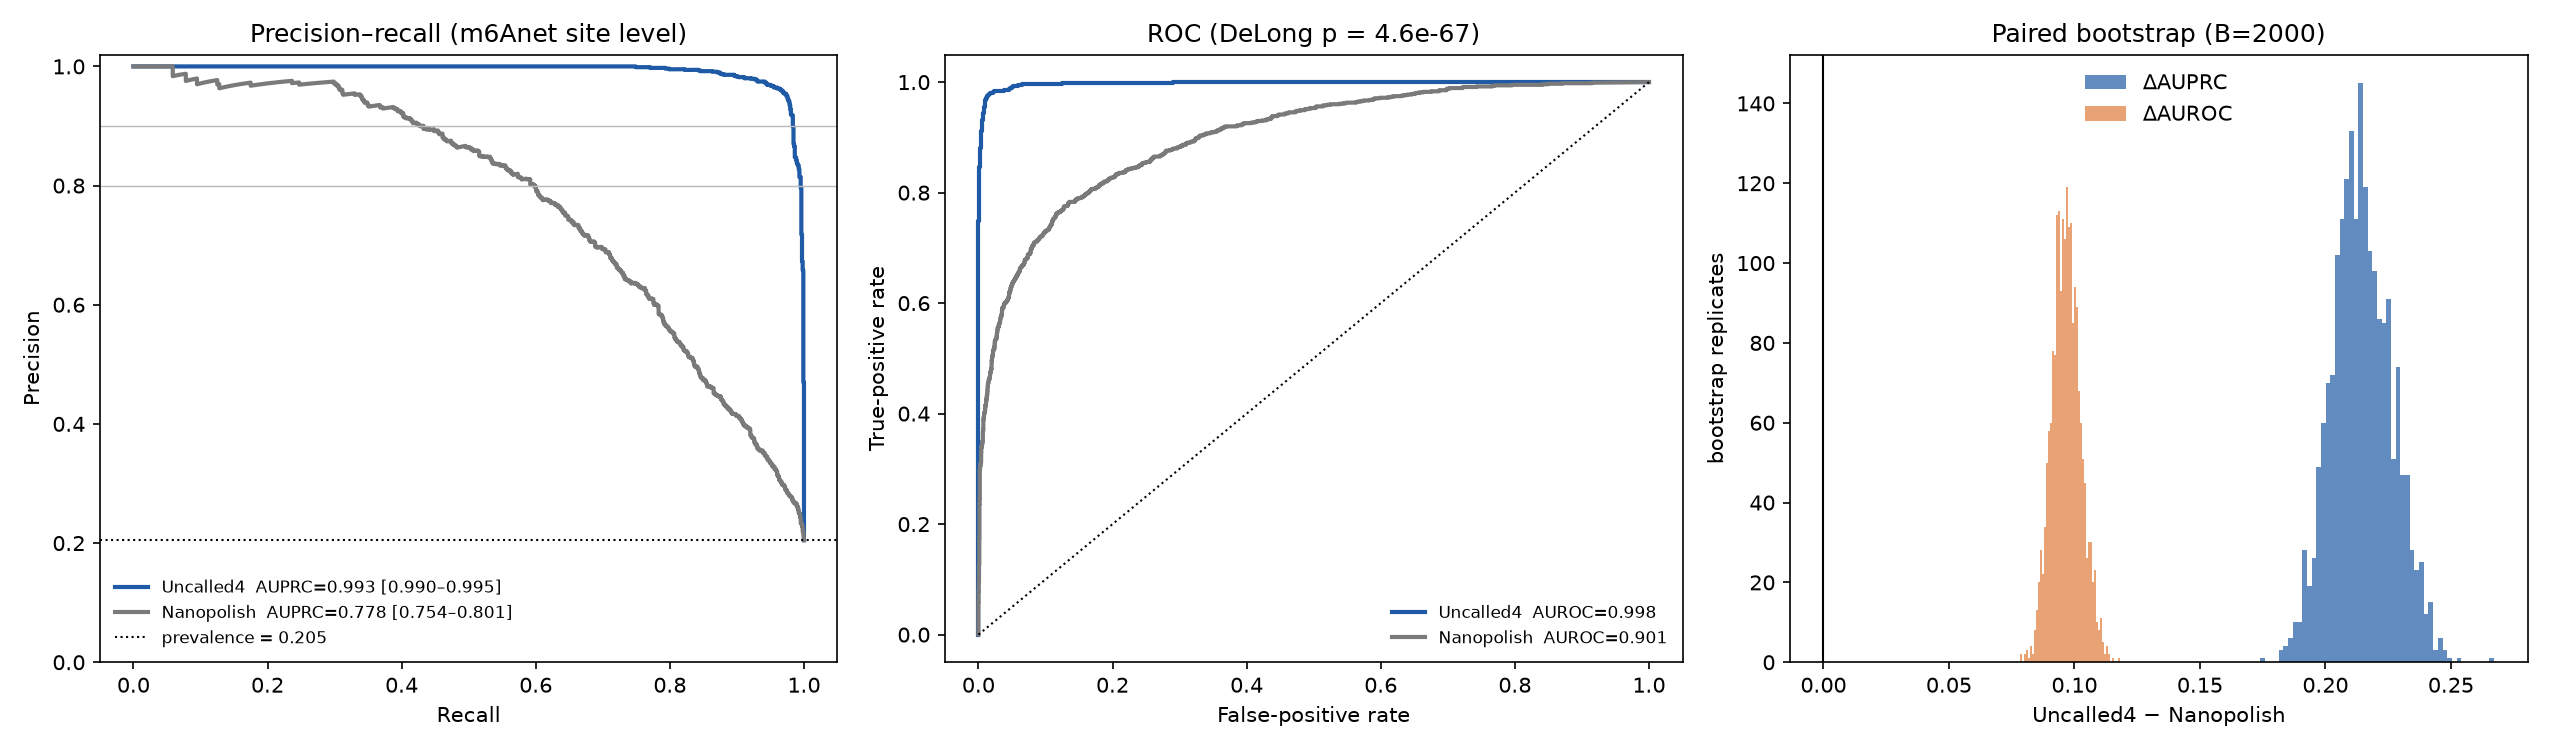 Precision–recall (m6Anet site level)
Precision
1.0
0.8
0.6
0.4
0.2
0.0
Uncalled4 AUPRC=0.993 [0.990–0.995]
Nanopolish AUPRC=0.778 [0.754–0.801]
prevalence = 0.205
0.0 0.2 0.4 0.6 0.8 1.0
Recall
ROC (DeLong p = 4.6e-67)
True-positive rate
1.0
0.8
0.6
0.4
0.2
0.0
Uncalled4 AUROC=0.998
Nanopolish AUROC=0.901
0.0 0.2 0.4 0.6 0.8 1.0
False-positive rate
Paired bootstrap (B=2000)
bootstrap replicates
ΔAUPRC
ΔAUROC
140
120
100
80
60
40
20
0
0.00 0.05 0.10 0.15 0.20 0.25
Uncalled4 − Nanopolish